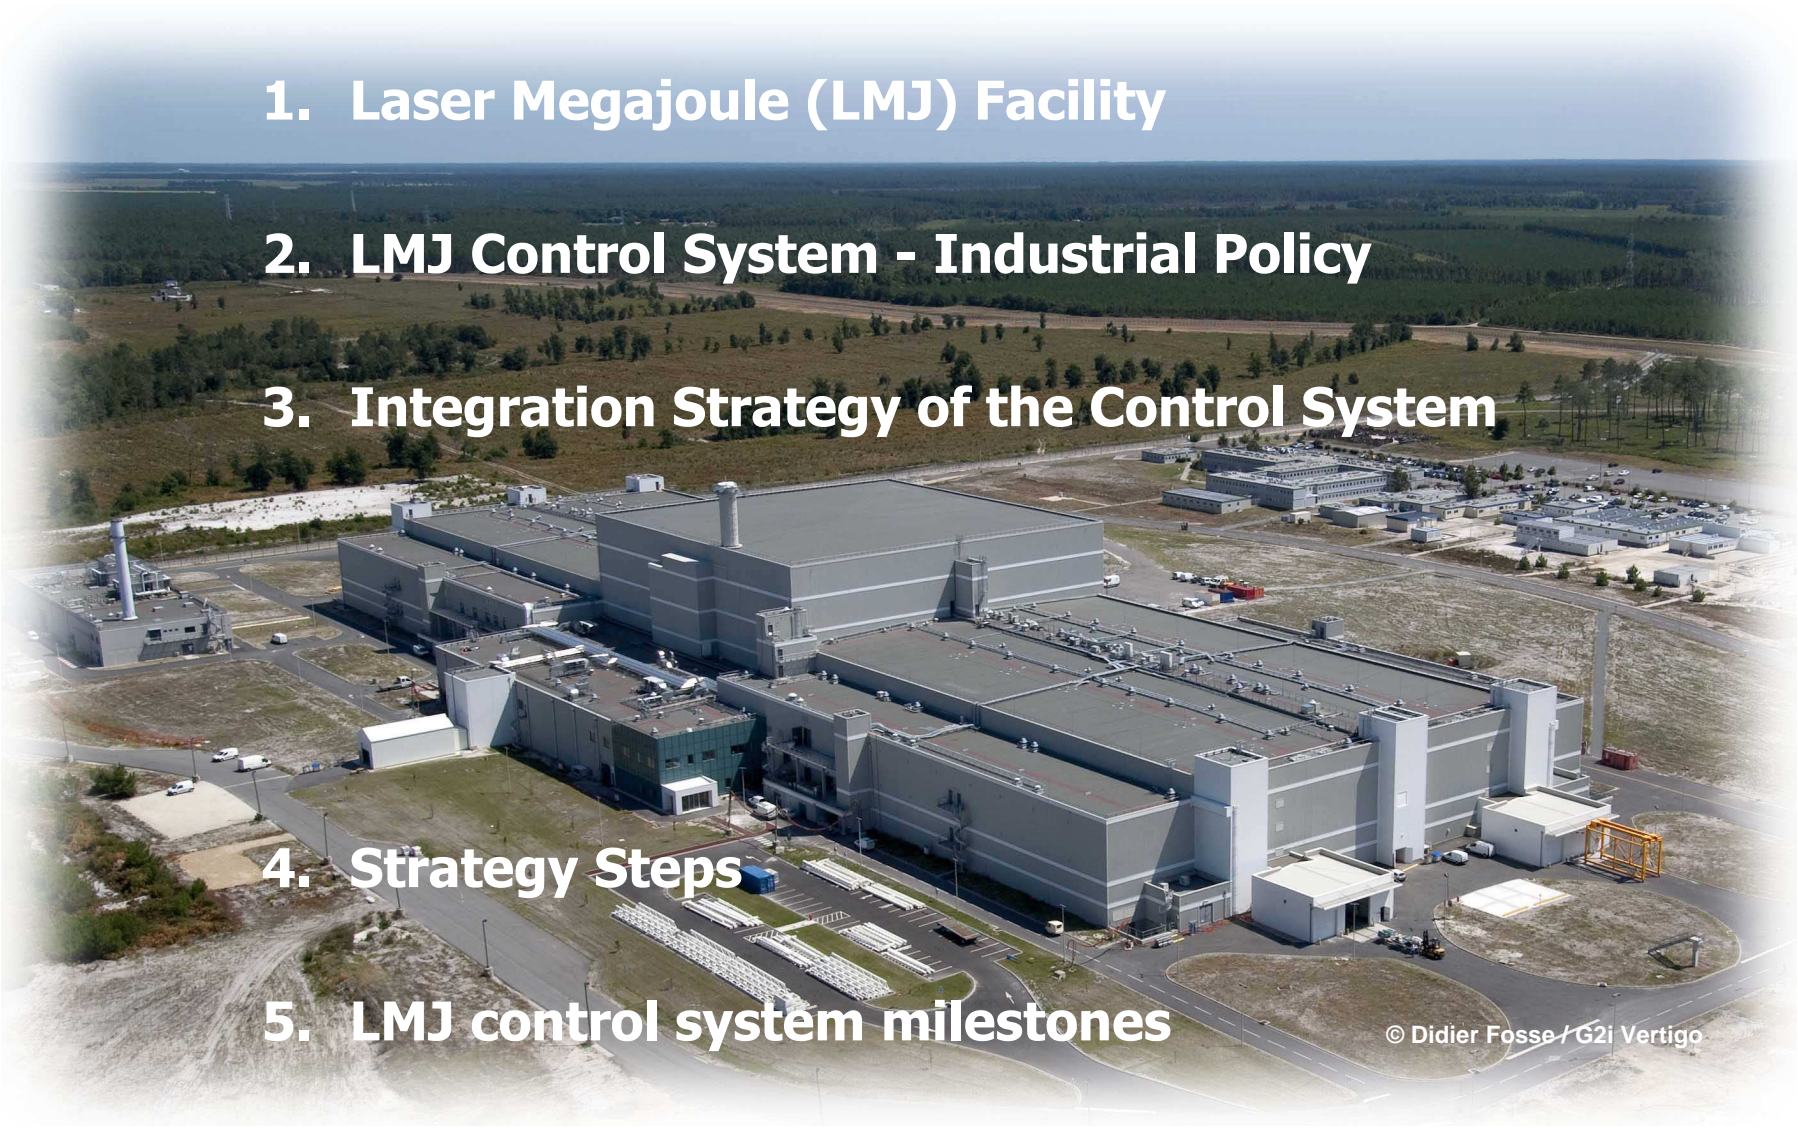 1. Laser Megajoule (LMJ) Facility
2. LMJ Control System - Industrial Policy
3. Integration Strategy of the Control System
4. Strategy Steps
5. LMJ control system milestones
© Didier Fosse / G2i Vertigo